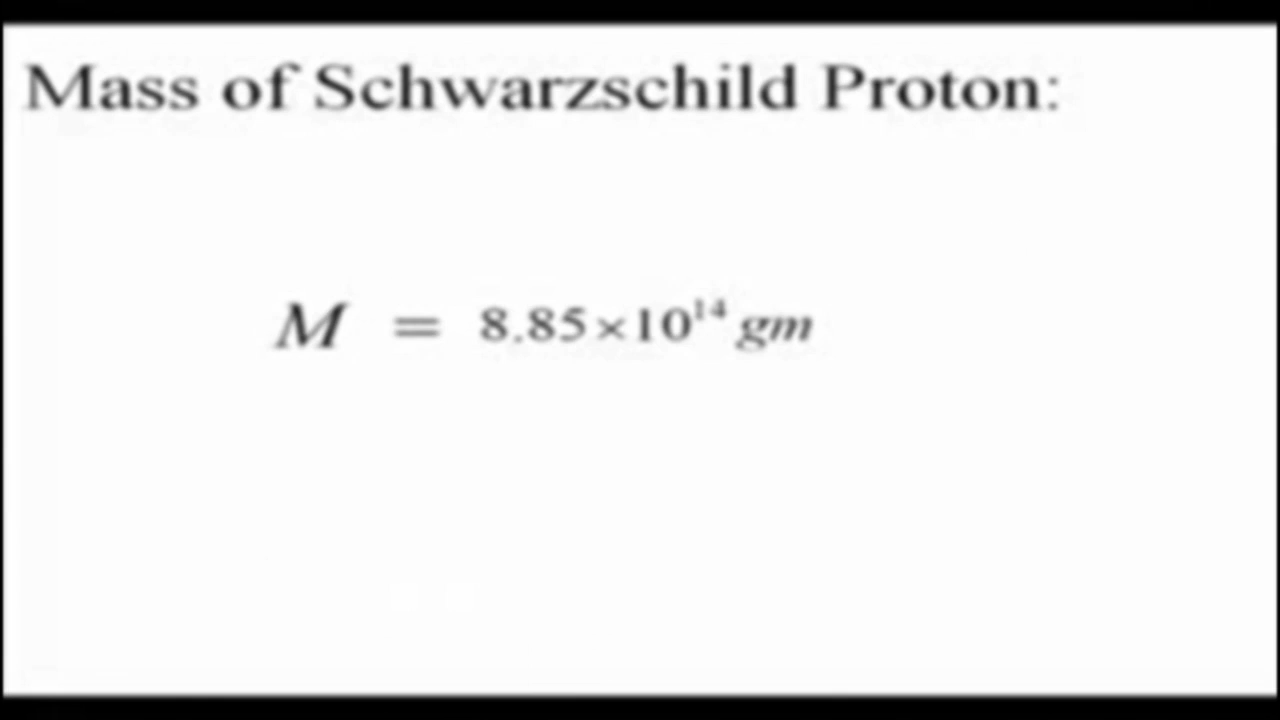 Mass of Schwarzschild Proton:
M = 8.85×10¹⁴ gm